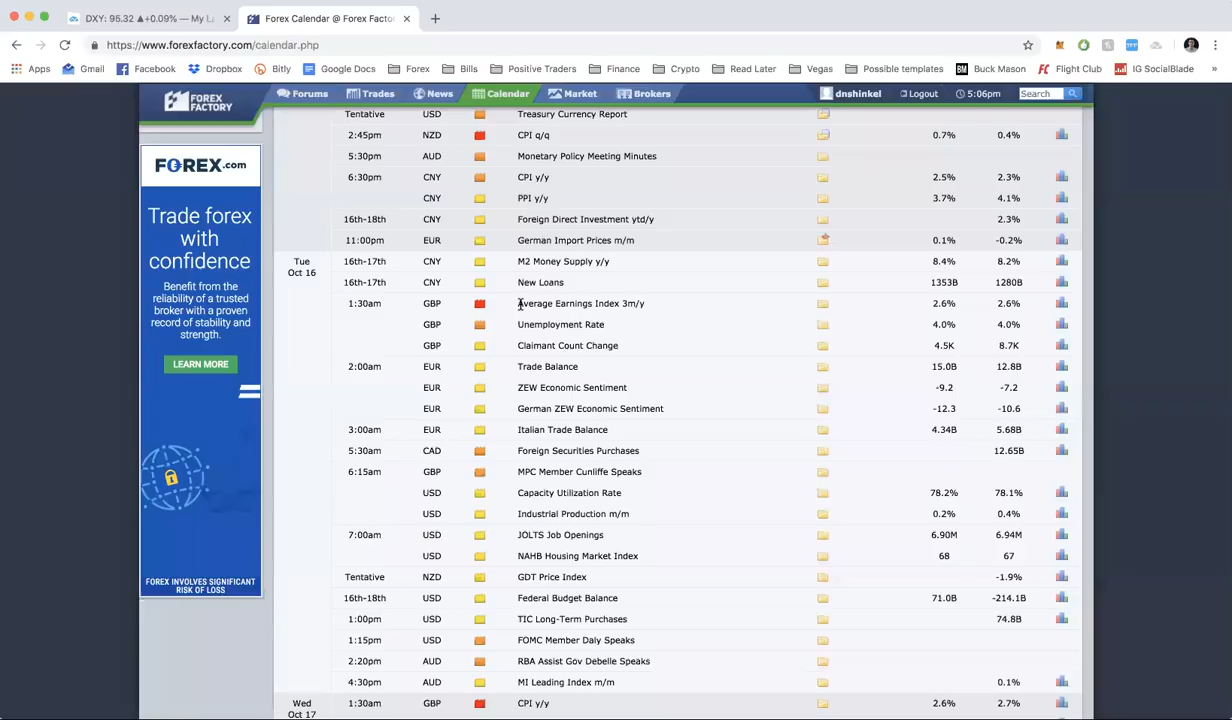 DXY: 95.32 ▲+0.09% — My La
Forex Calendar @ Forex Facto
https://www.forexfactory.com/calendar.php
Apps Gmail Facebook Dropbox Bitly Google Docs Forex Bills Positive Traders Finance Crypto Read Later Vegas Possible templates BM Buck Mason FC Flight Club IG SocialBlade »
FOREX FACTORY
Forums Trades News Calendar Market Brokers dnshinkel Logout 5:06pm Search
Tentative USD Treasury Currency Report
2:45pm NZD CPI q/q 0.7% 0.4%
5:30pm AUD Monetary Policy Meeting Minutes
6:30pm CNY CPI y/y 2.5% 2.3%
CNY PPI y/y 3.7% 4.1%
16th-18th CNY Foreign Direct Investment ytd/y 2.3%
11:00pm EUR German Import Prices m/m 0.1% -0.2%
Tue
Oct 16
16th-17th CNY M2 Money Supply y/y 8.4% 8.2%
16th-17th CNY New Loans 1353B 1280B
1:30am GBP Average Earnings Index 3m/y 2.6% 2.6%
GBP Unemployment Rate 4.0% 4.0%
GBP Claimant Count Change 4.5K 8.7K
2:00am EUR Trade Balance 15.0B 12.8B
EUR ZEW Economic Sentiment -9.2 -7.2
EUR German ZEW Economic Sentiment -12.3 -10.6
3:00am EUR Italian Trade Balance 4.34B 5.68B
5:30am CAD Foreign Securities Purchases 12.65B
6:15am GBP MPC Member Cunliffe Speaks
USD Capacity Utilization Rate 78.2% 78.1%
USD Industrial Production m/m 0.2% 0.4%
7:00am USD JOLTS Job Openings 6.90M 6.94M
USD NAHB Housing Market Index 68 67
Tentative NZD GDT Price Index -1.9%
16th-18th USD Federal Budget Balance 71.0B -214.1B
1:00pm USD TIC Long-Term Purchases 74.8B
1:15pm USD FOMC Member Daly Speaks
2:20pm AUD RBA Assist Gov Debelle Speaks
4:30pm AUD MI Leading Index m/m 0.1%
Wed
Oct 17
1:30am GBP CPI y/y 2.6% 2.7%
FOREX.com
Trade forex
with
confidence
Benefit from the
reliability of a trusted
broker with a proven
record of stability and
strength.
LEARN MORE
FOREX INVOLVES SIGNIFICANT
RISK OF LOSS